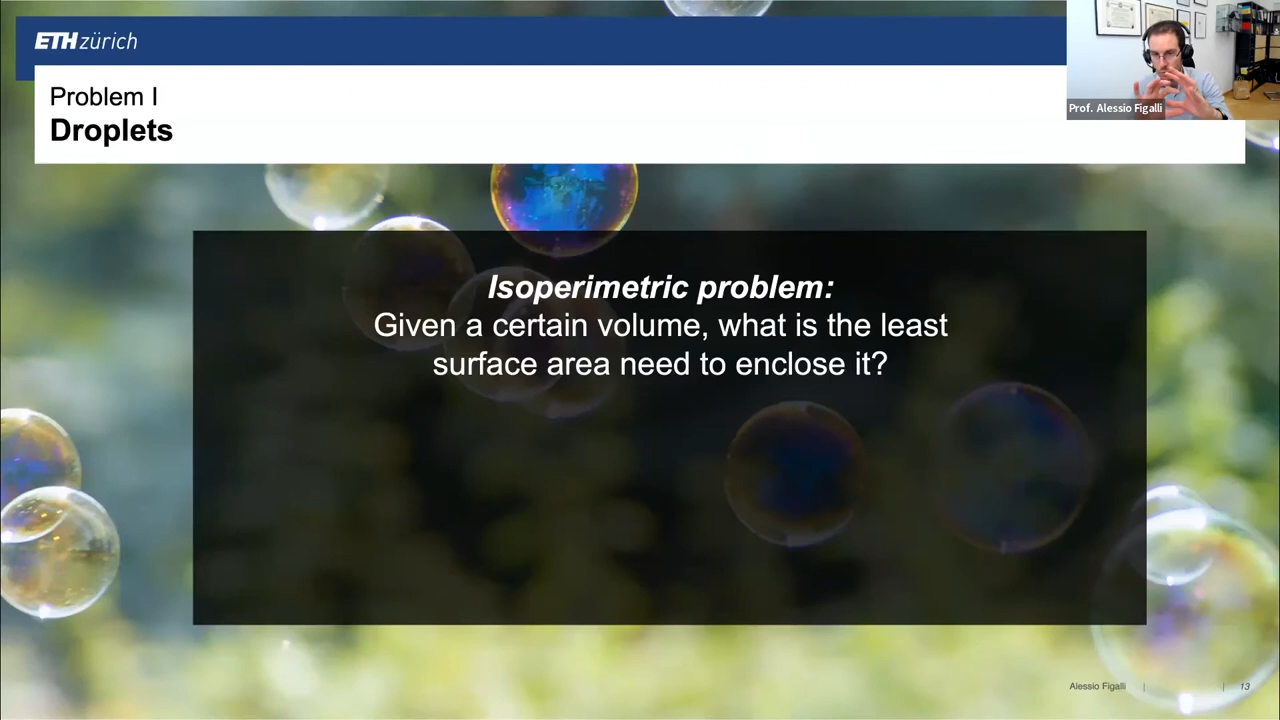 ETH zürich
Problem I
Droplets
Prof. Alessio Figalli
Isoperimetric problem:
Given a certain volume, what is the least
surface area need to enclose it?
Alessio Figalli | | 13